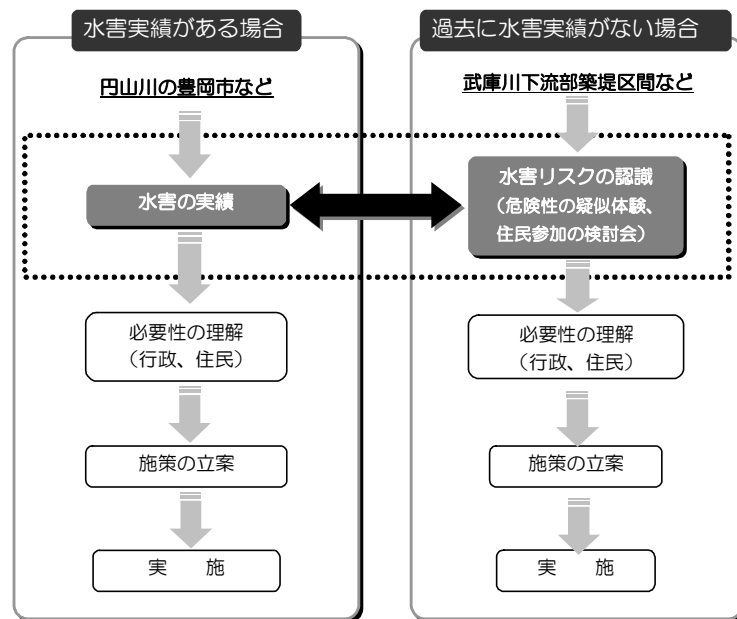 水害実績がある場合
円山川の豊岡市など
水害の実績
必要性の理解
(行政、住民)
施策の立案
実　施
過去に水害実績がない場合
武庫川下流部築堤区間など
水害リスクの認識
(危険性の疑似体験、
住民参加の検討会)
必要性の理解
(行政、住民)
施策の立案
実　施